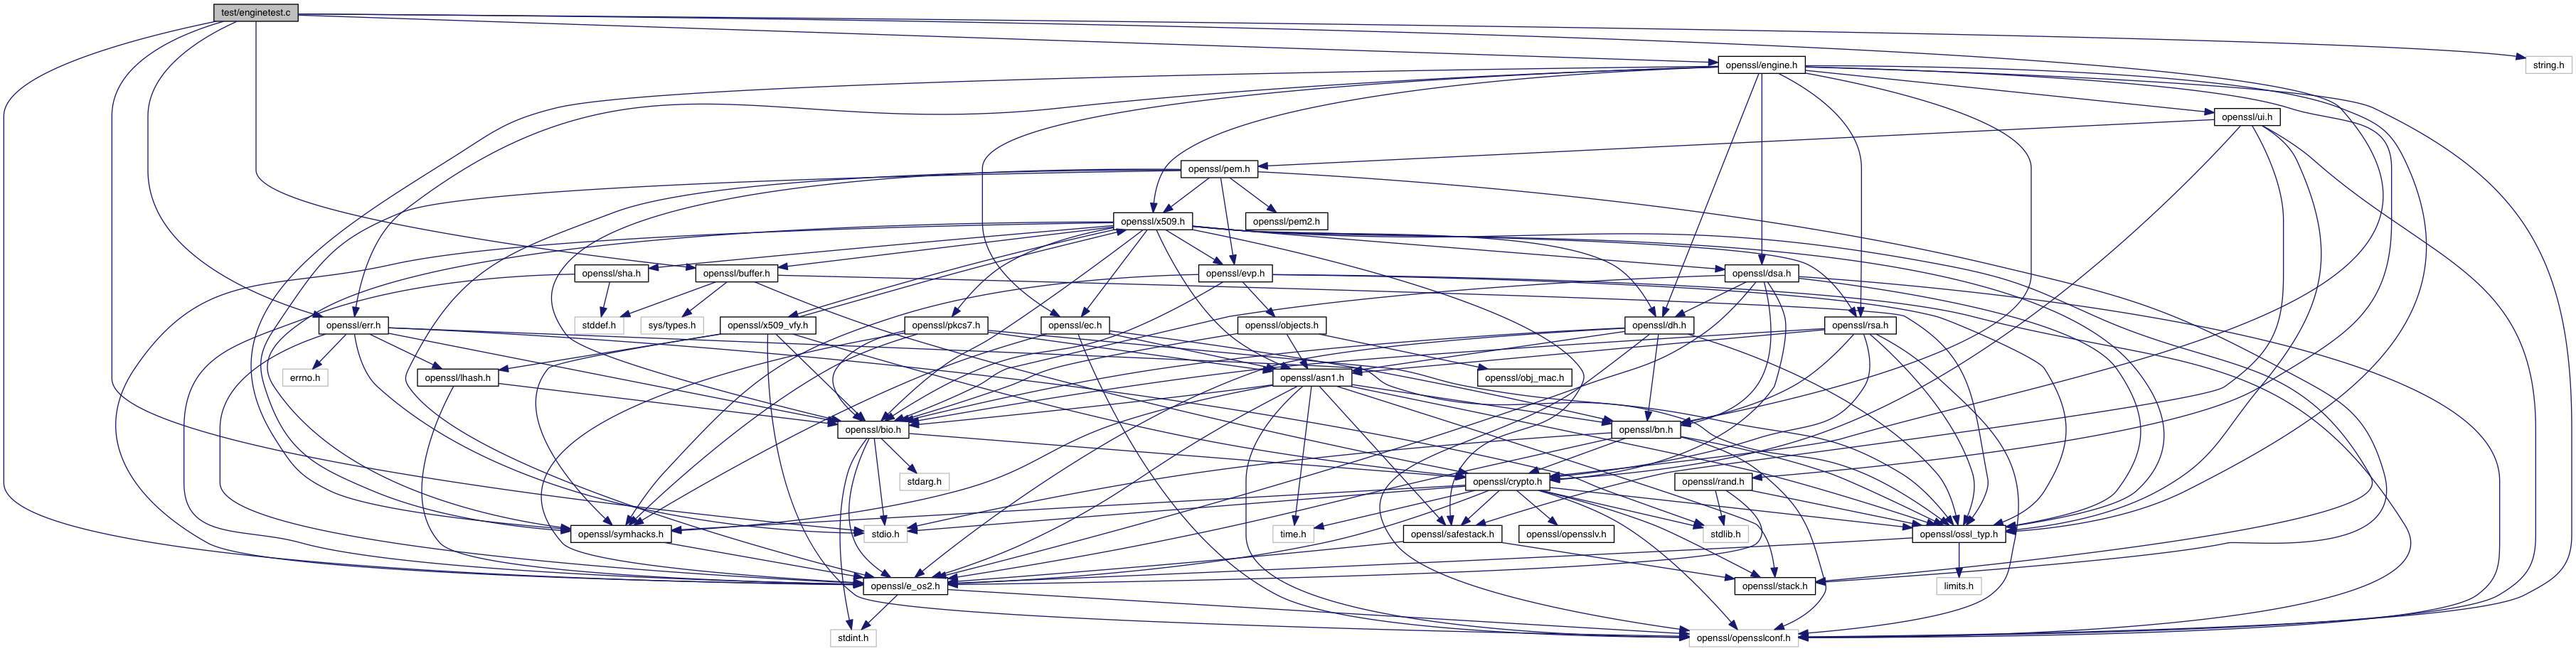 test/enginetest.c
openssl/engine.h
string.h
openssl/ui.h
openssl/pem.h
openssl/x509.h
openssl/pem2.h
openssl/sha.h
openssl/buffer.h
openssl/evp.h
openssl/dsa.h
openssl/err.h
stddef.h
sys/types.h
openssl/x509_vfy.h
openssl/pkcs7.h
openssl/ec.h
openssl/objects.h
openssl/dh.h
openssl/rsa.h
errno.h
openssl/lhash.h
openssl/asn1.h
openssl/obj_mac.h
openssl/bio.h
openssl/bn.h
stdarg.h
openssl/crypto.h
openssl/rand.h
openssl/symhacks.h
stdio.h
time.h
openssl/safestack.h
openssl/opensslv.h
stdlib.h
openssl/ossl_typ.h
openssl/e_os2.h
openssl/stack.h
limits.h
stdint.h
openssl/opensslconf.h